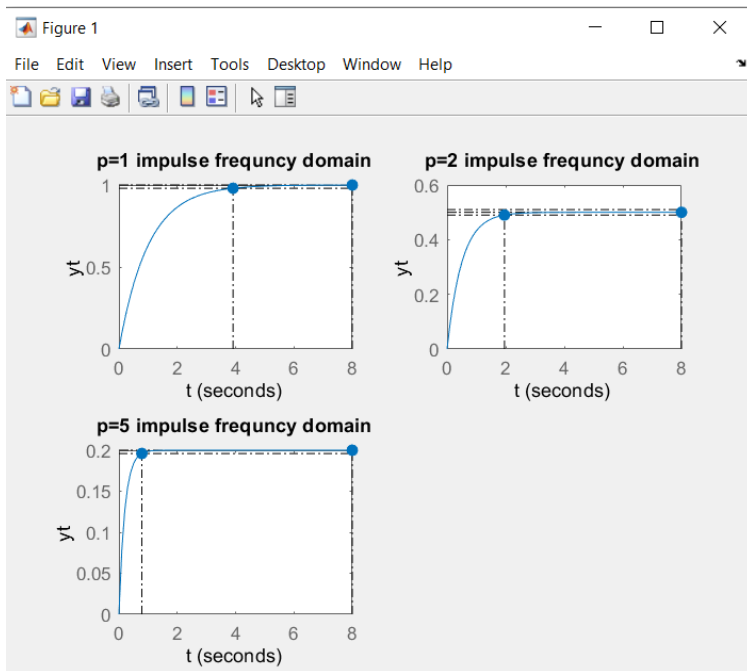 Figure 1
File Edit View Insert Tools Desktop Window Help
p=1 impulse frequncy domain
1
0.5
0
yt
0 2 4 6 8
t (seconds)
p=2 impulse frequncy domain
0.6
0.4
0.2
0
yt
0 2 4 6 8
t (seconds)
p=5 impulse frequncy domain
0.2
0.15
0.1
0.05
0
yt
0 2 4 6 8
t (seconds)